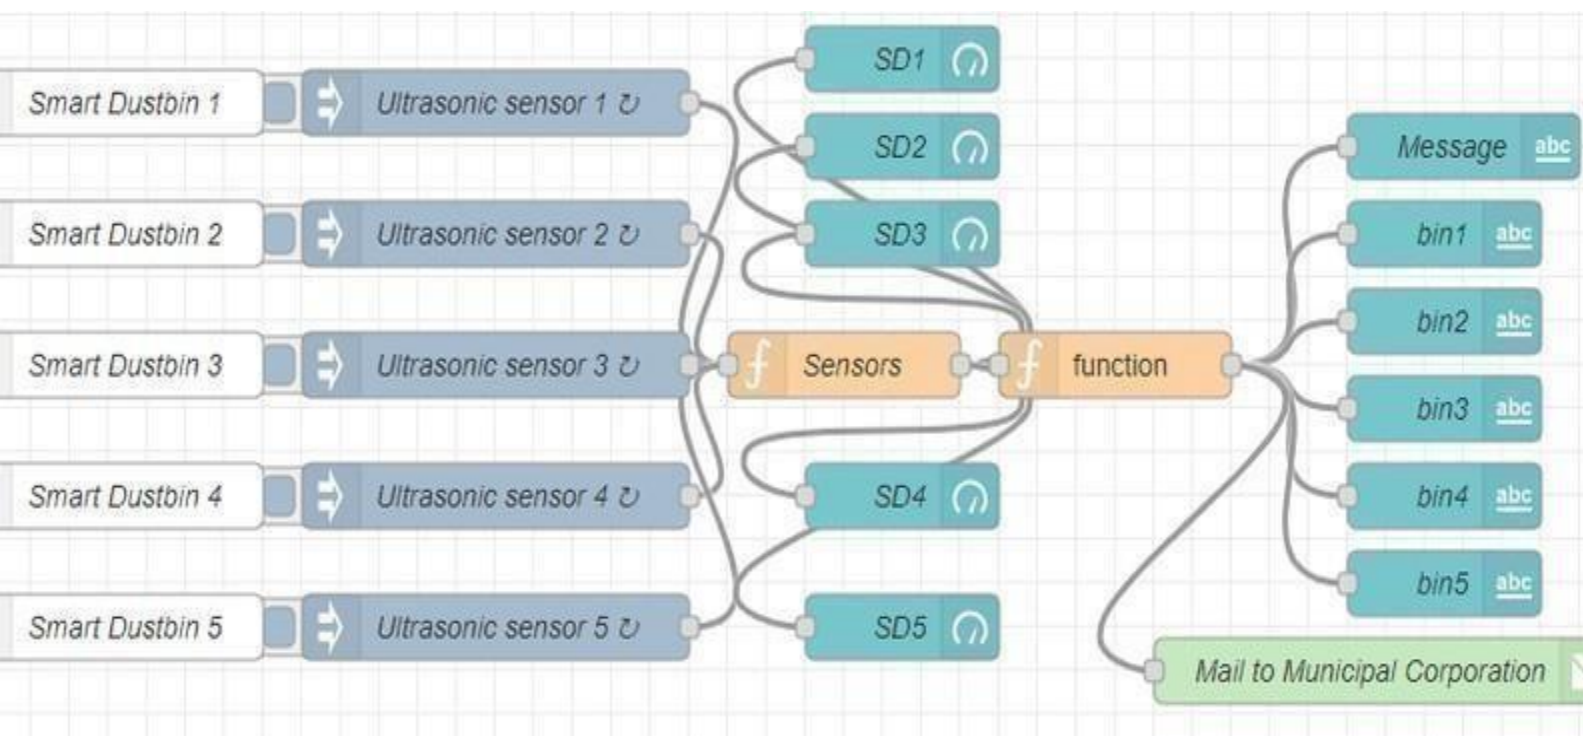 Smart Dustbin 1
Ultrasonic sensor 1 ↻
Smart Dustbin 2
Ultrasonic sensor 2 ↻
Smart Dustbin 3
Ultrasonic sensor 3 ↻
Smart Dustbin 4
Ultrasonic sensor 4 ↻
Smart Dustbin 5
Ultrasonic sensor 5 ↻
SD1
SD2
SD3
f Sensors
SD4
SD5
f function
Message abc
bin1 abc
bin2 abc
bin3 abc
bin4 abc
bin5 abc
Mail to Municipal Corporation